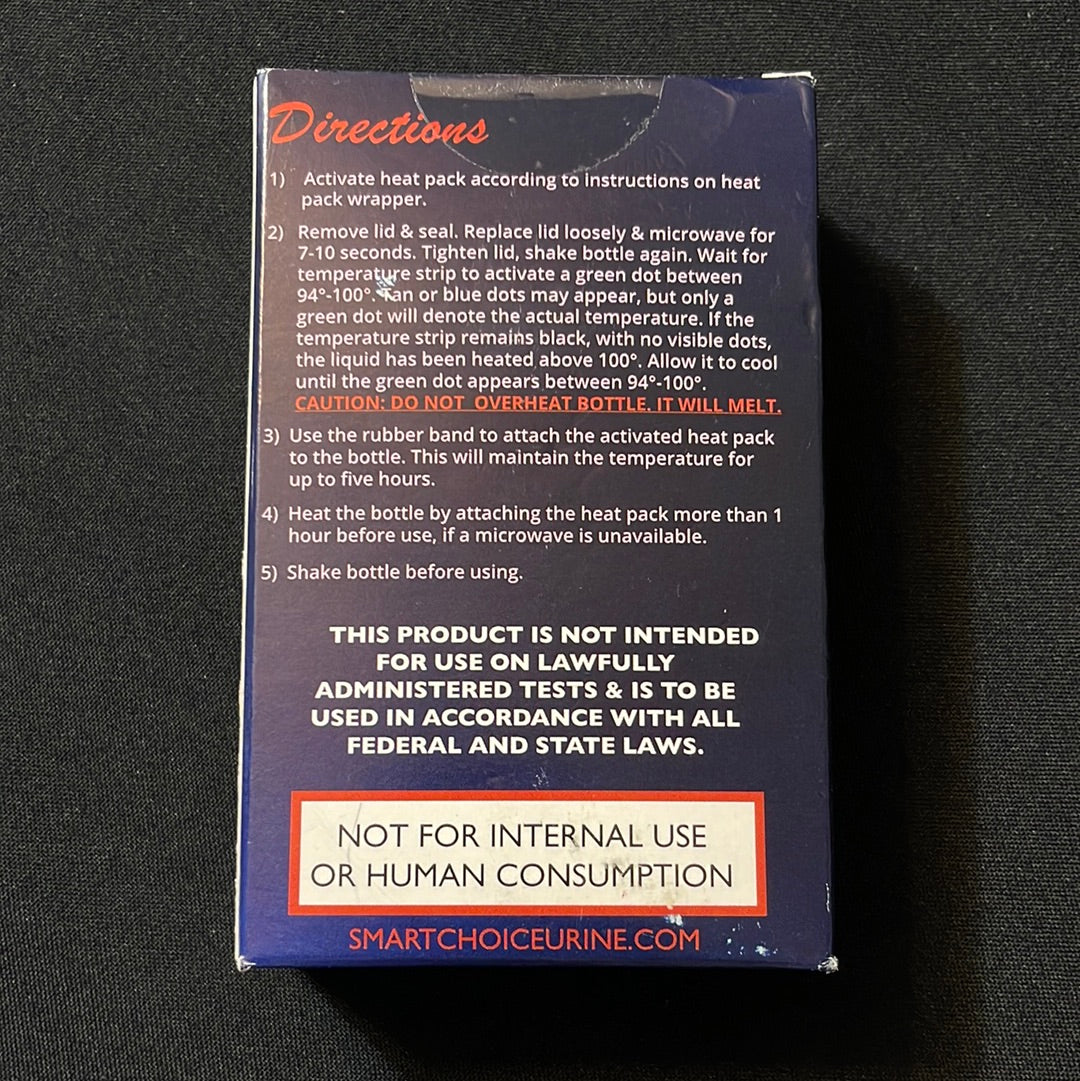 Directions
1) Activate heat pack according to instructions on heat
pack wrapper.
2) Remove lid & seal. Replace lid loosely & microwave for
7-10 seconds. Tighten lid, shake bottle again. Wait for
temperature strip to activate a green dot between
94°-100°. Tan or blue dots may appear, but only a
green dot will denote the actual temperature. If the
temperature strip remains black, with no visible dots,
the liquid has been heated above 100°. Allow it to cool
until the green dot appears between 94°-100°.
CAUTION: DO NOT OVERHEAT BOTTLE. IT WILL MELT.
3) Use the rubber band to attach the activated heat pack
to the bottle. This will maintain the temperature for
up to five hours.
4) Heat the bottle by attaching the heat pack more than 1
hour before use, if a microwave is unavailable.
5) Shake bottle before using.
THIS PRODUCT IS NOT INTENDED
FOR USE ON LAWFULLY
ADMINISTERED TESTS & IS TO BE
USED IN ACCORDANCE WITH ALL
FEDERAL AND STATE LAWS.
NOT FOR INTERNAL USE
OR HUMAN CONSUMPTION
SMARTCHOICEURINE.COM